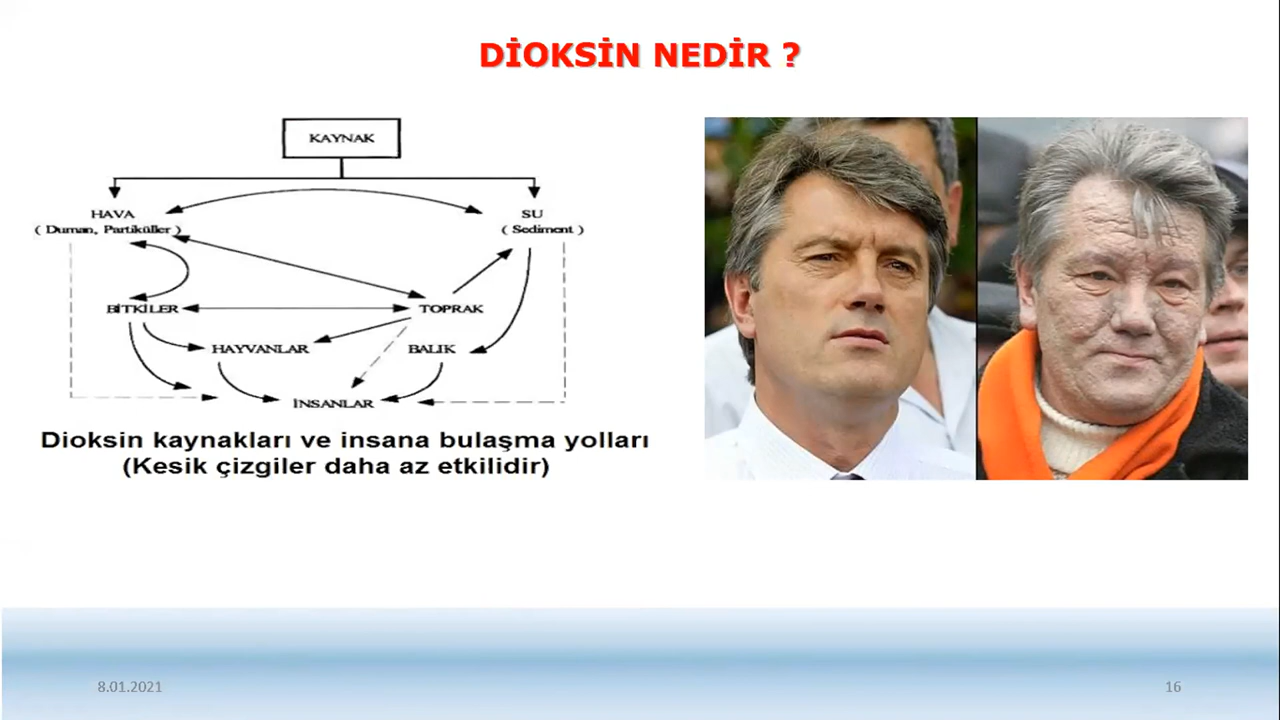 DİOKSİN NEDİR ?
KAYNAK
HAVA
( Duman, Partiküller )
SU
( Sediment )
BİTKİLER
TOPRAK
HAYVANLAR
BALIK
İNSANLAR
Dioksin kaynakları ve insana bulaşma yolları
(Kesik çizgiler daha az etkilidir)
8.01.2021
16